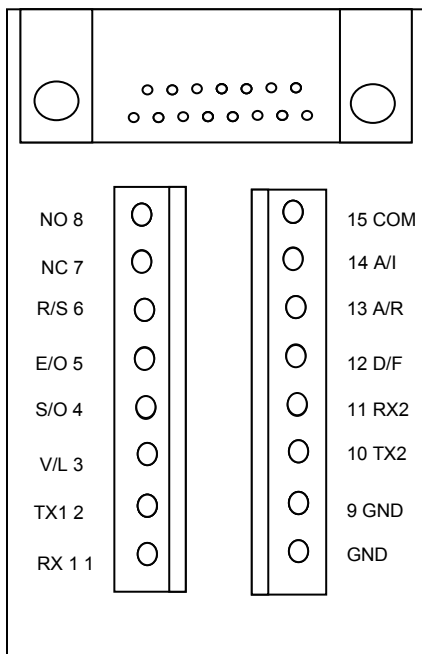 NO 8
NC 7
R/S 6
E/O 5
S/O 4
V/L 3
TX1 2
RX 1 1
15 COM
14 A/I
13 A/R
12 D/F
11 RX2
10 TX2
9 GND
GND